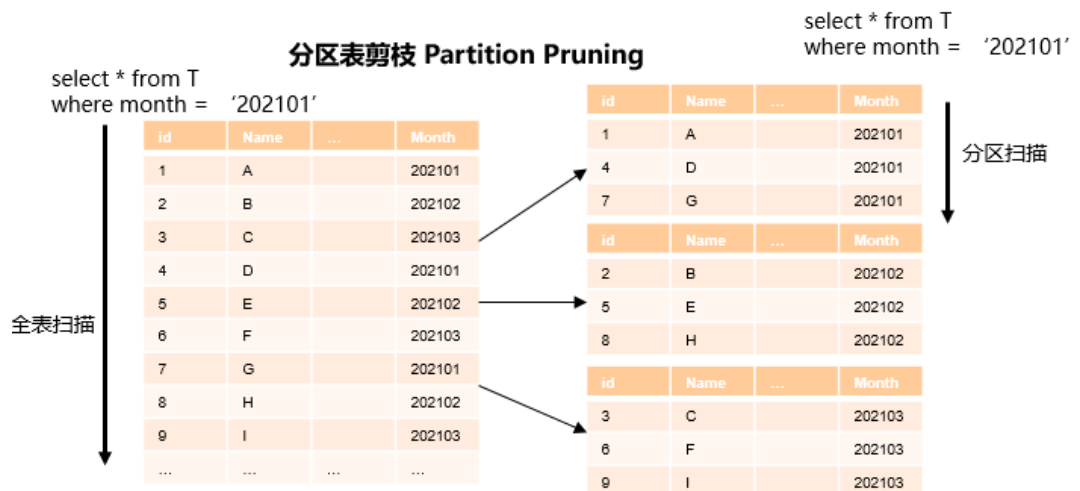 分区表剪枝 Partition Pruning
select * from T
where month = ‘202101’
全表扫描
id Name ... Month
1 A 202101
2 B 202102
3 C 202103
4 D 202101
5 E 202102
6 F 202103
7 G 202101
8 H 202102
9 I 202103
... ... ... ...
select * from T
where month = ‘202101’
分区扫描
id Name ... Month
1 A 202101
4 D 202101
7 G 202101
id Name ... Month
2 B 202102
5 E 202102
8 H 202102
id Name ... Month
3 C 202103
6 F 202103
9 I 202103